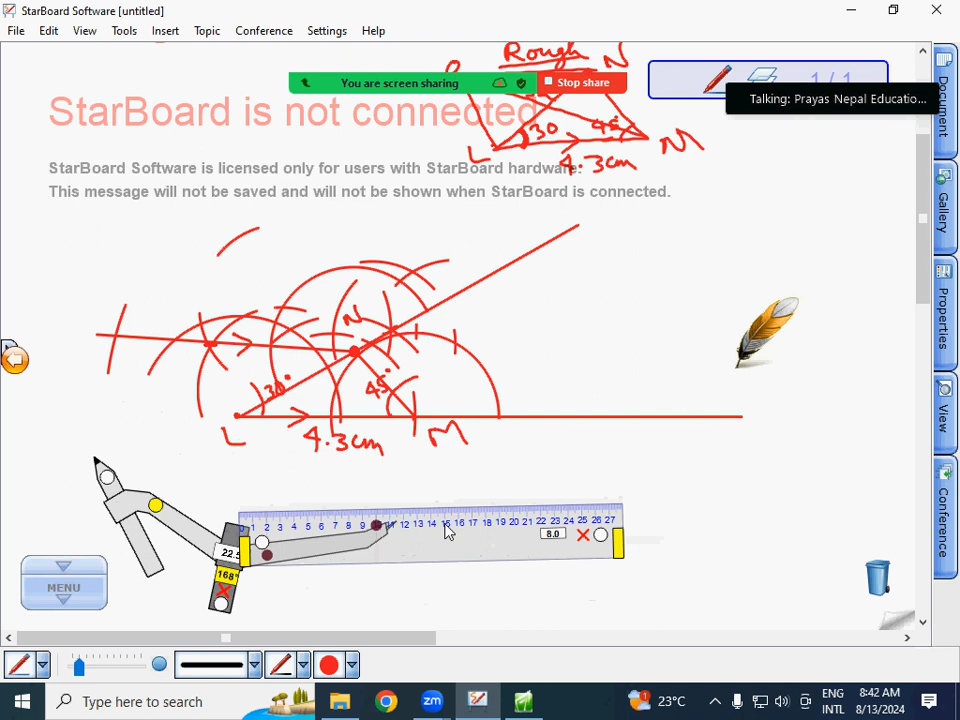 StarBoard Software [untitled]
File Edit View Tools Insert Topic Conference Settings Help
Rough N
You are screen sharing Stop share
1 / 1
Talking: Prayas Nepal Educatio...
StarBoard is not connected
30 45°
L 4.3cm M
StarBoard Software is licensed only for users with StarBoard hardware.
This message will not be saved and will not be shown when StarBoard is connected.
Document
Gallery
Properties
View
Conference
N
30° 45°
L 4.3cm M
0 1 2 3 4 5 6 7 8 9 10 11 12 13 14 15 16 17 18 19 20 21 22 23 24 25 26 27
8.0
22.5
168°
MENU
Type here to search
1
23°C
ENG
INTL
8:42 AM
8/13/2024